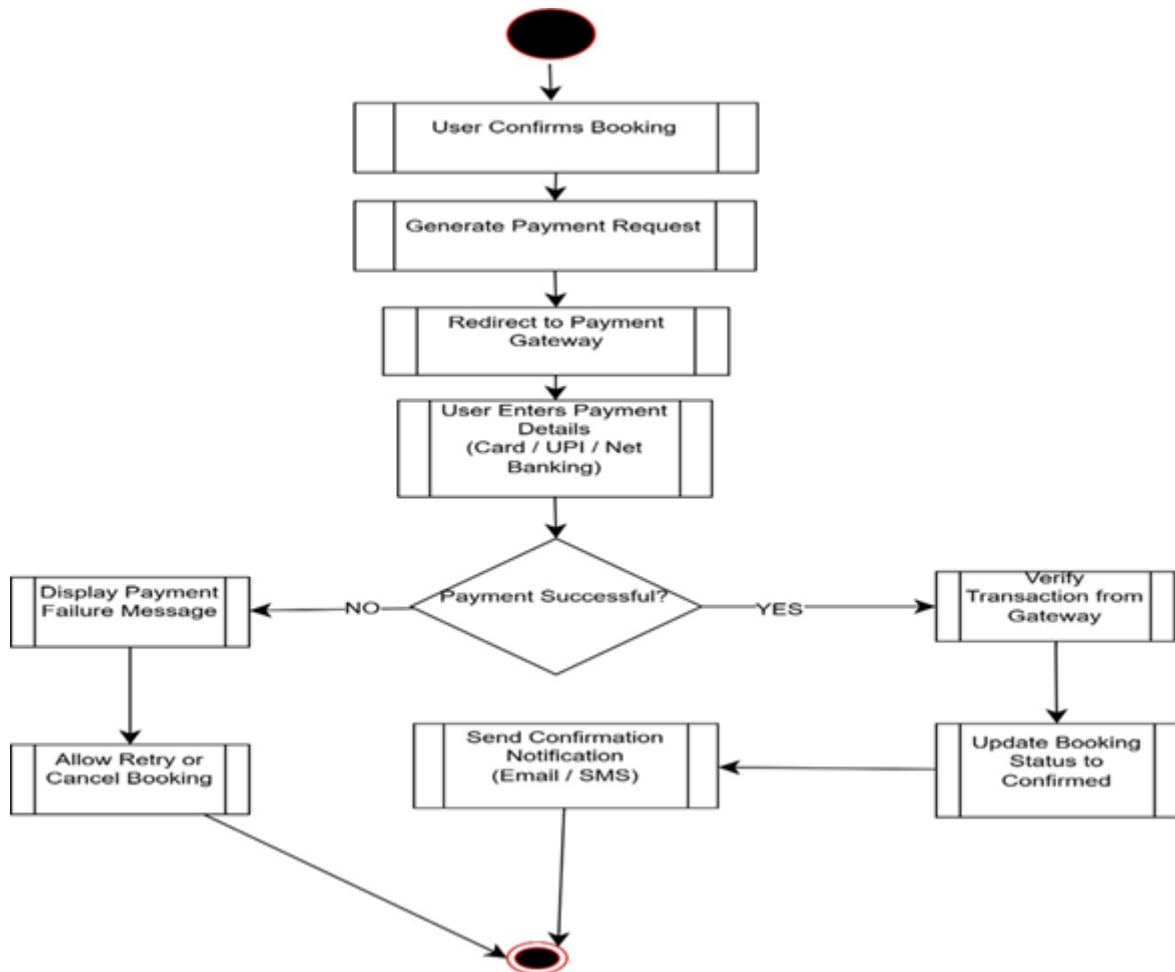 User Confirms Booking
Generate Payment Request
Redirect to Payment
Gateway
User Enters Payment
Details
(Card / UPI / Net
Banking)
Payment Successful?
NO
YES
Display Payment
Failure Message
Verify
Transaction from
Gateway
Allow Retry or
Cancel Booking
Send Confirmation
Notification
(Email / SMS)
Update Booking
Status to
Confirmed